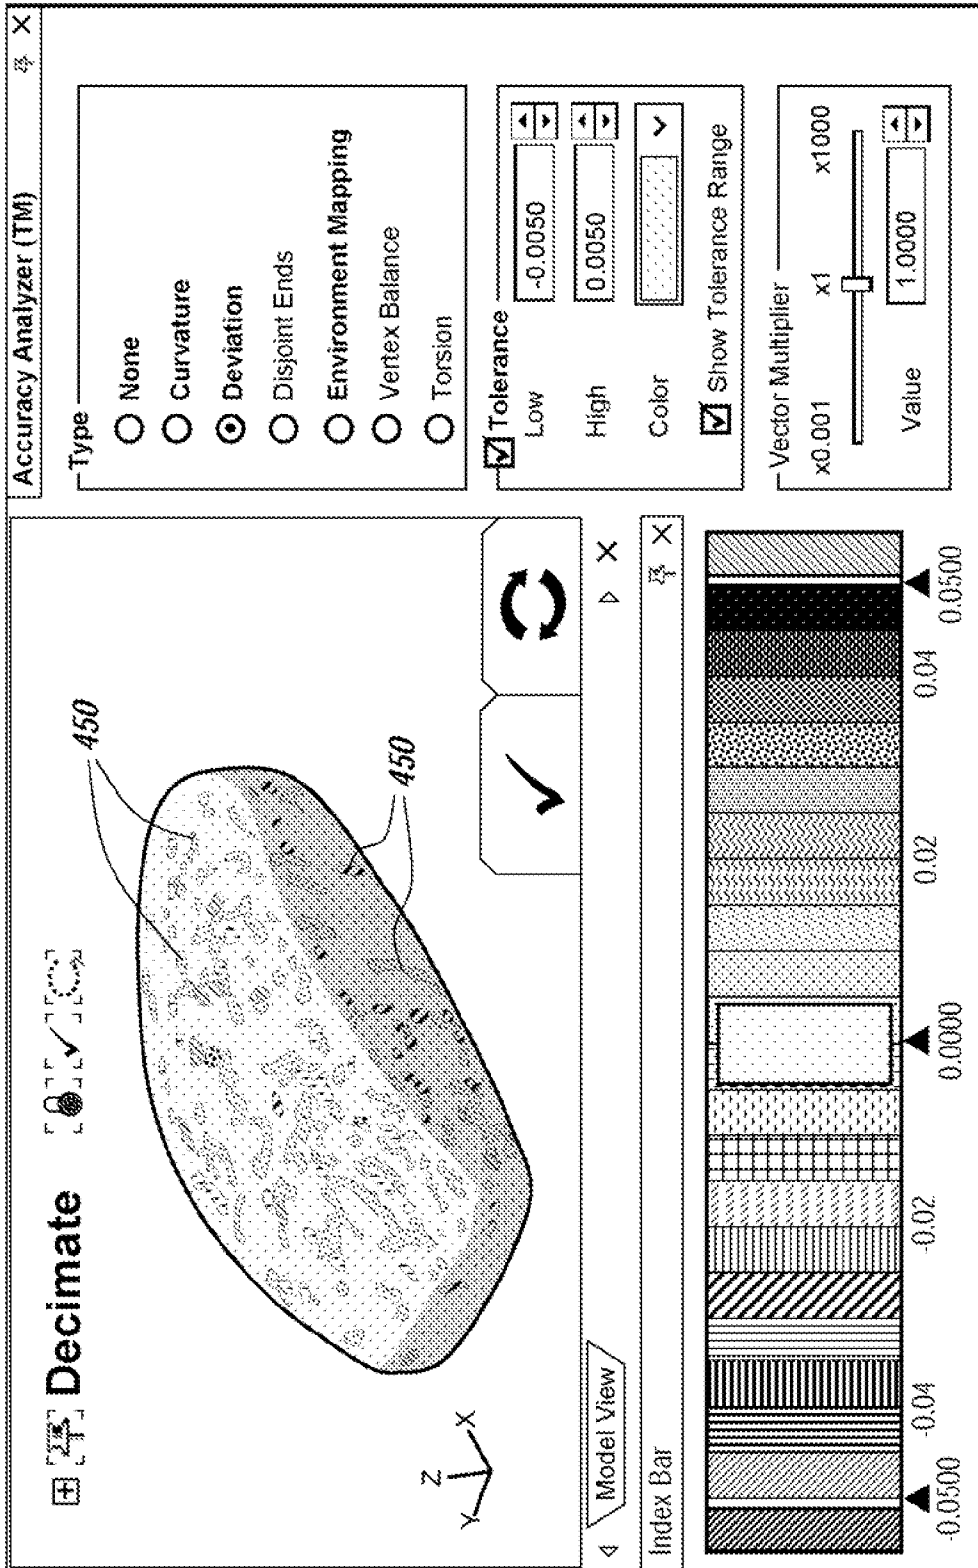 Decimate
450
450
Model View
Index Bar
-0.0500
-0.04
-0.02
0.0000
0.02
0.04
0.0500
Accuracy Analyzer (TM)
Type
None
Curvature
Deviation
Disjoint Ends
Environment Mapping
Vertex Balance
Torsion
Tolerance
Low -0.0050
High 0.0050
Color
Show Tolerance Range
Vector Multiplier
x0.001 x1 x1000
Value 1.0000
X
Y
Z